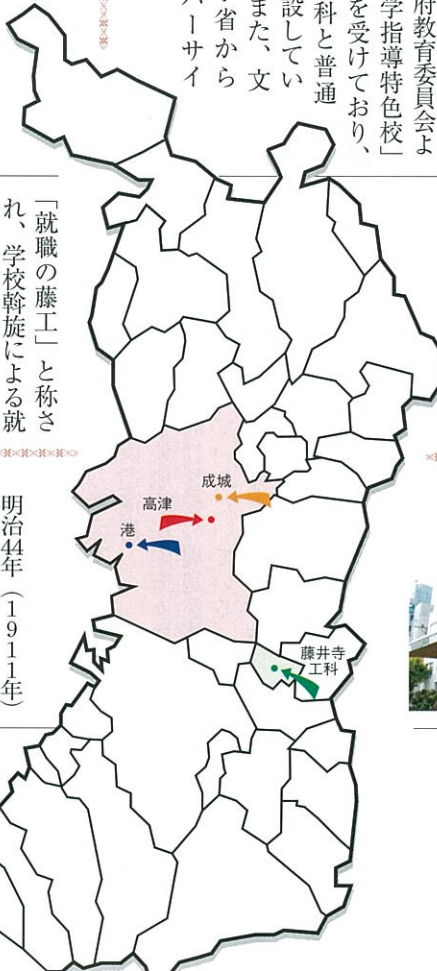 府教育委員会よ
学指導特色校」
を受けており、
科と普通
設してい
また、文
省から
ーサイ
成城
高津
港
藤井寺
工科
「就職の藤工」と称さ
れ、学校斡旋による就
明治44年（1911年）